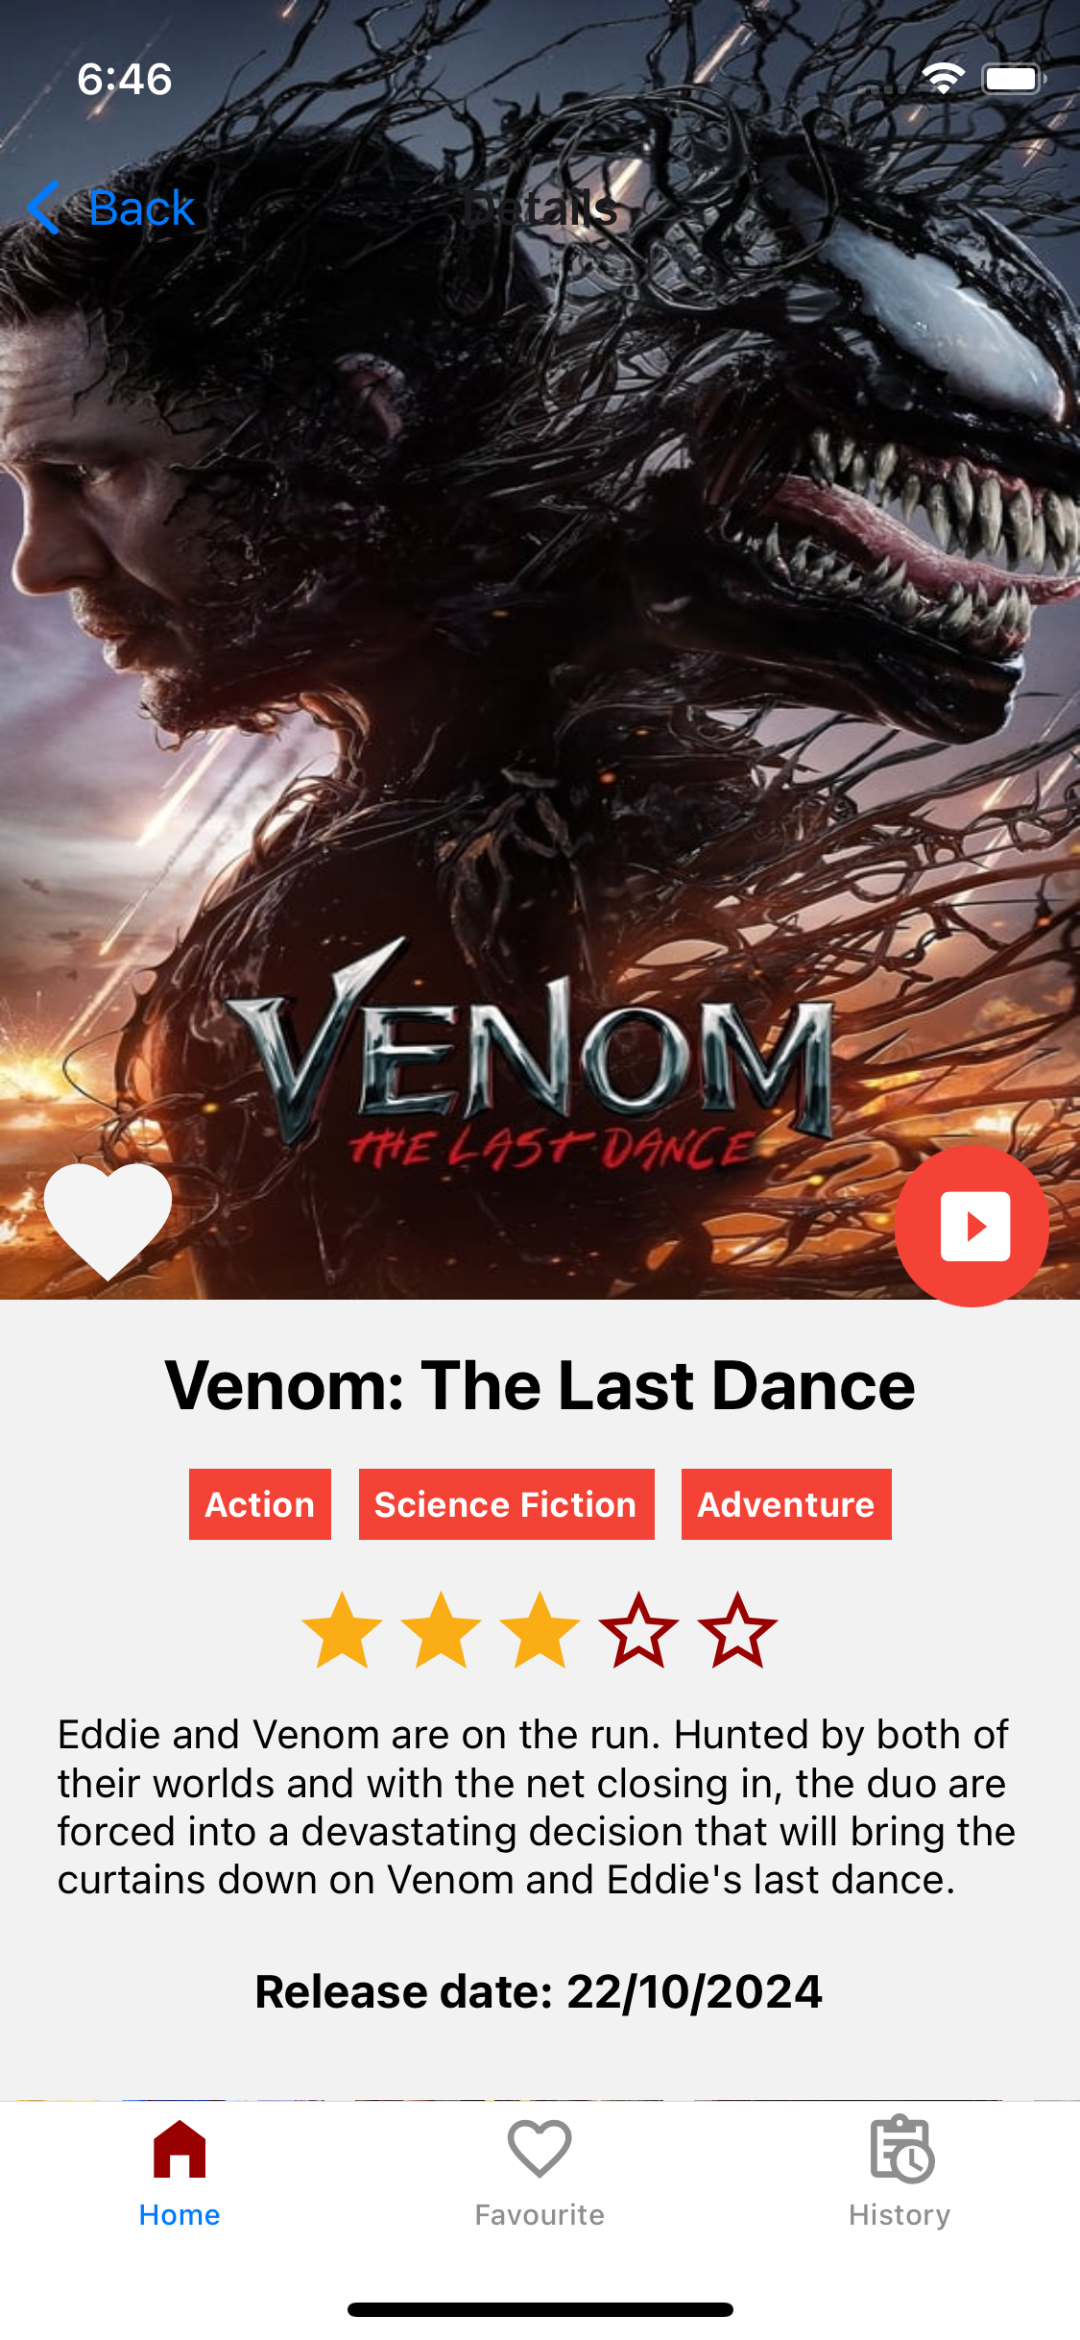 6:46
Back
Details
VENOM
THE LAST DANCE
Venom: The Last Dance
Action
Science Fiction
Adventure
Eddie and Venom are on the run. Hunted by both of
their worlds and with the net closing in, the duo are
forced into a devastating decision that will bring the
curtains down on Venom and Eddie's last dance.
Release date: 22/10/2024
Home
Favourite
History